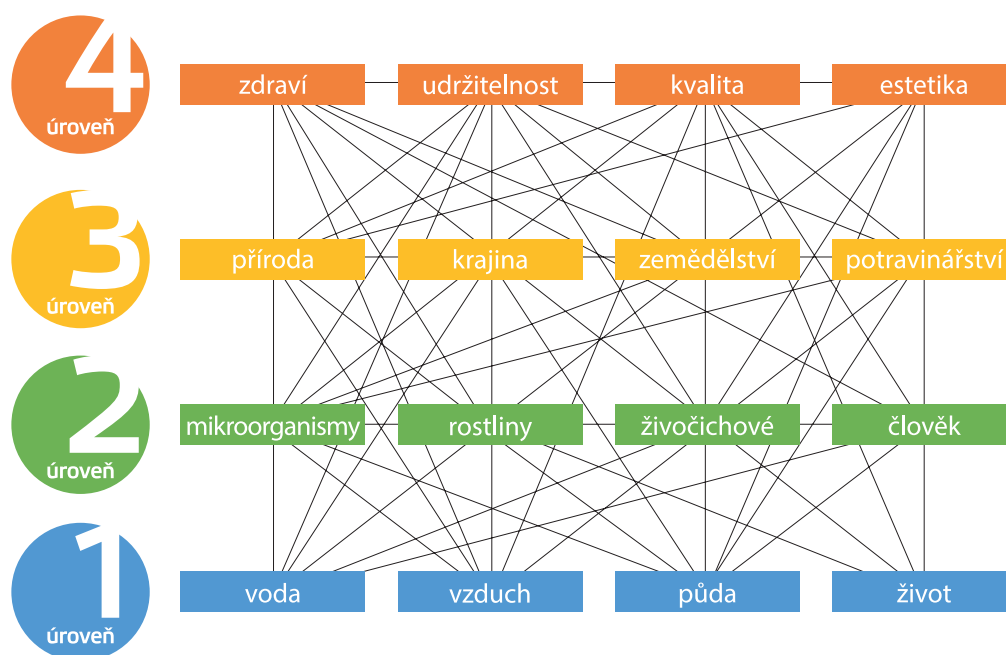 4
úroveň
zdraví
udržitelnost
kvalita
estetika
3
úroveň
příroda
krajina
zemědělství
potravinářství
2
úroveň
mikroorganismy
rostliny
živočichové
člověk
1
úroveň
voda
vzduch
půda
život